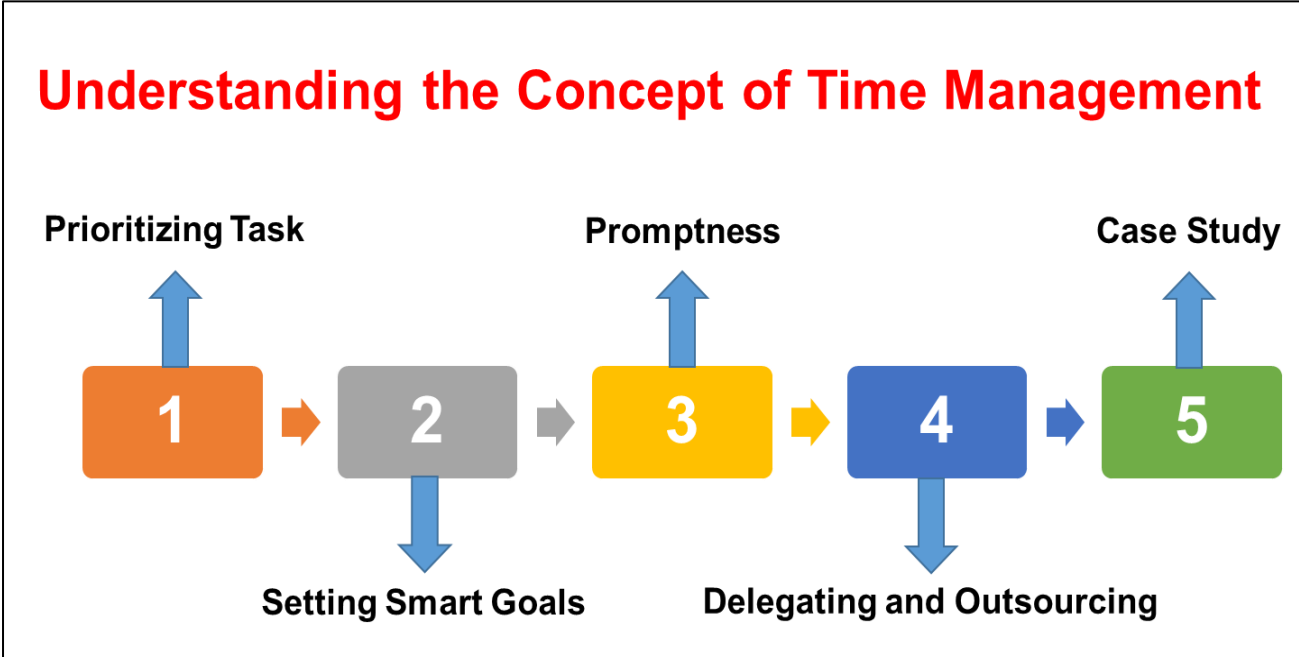 Understanding the Concept of Time Management
Prioritizing Task
Promptness
Case Study
1
2
3
4
5
Setting Smart Goals
Delegating and Outsourcing